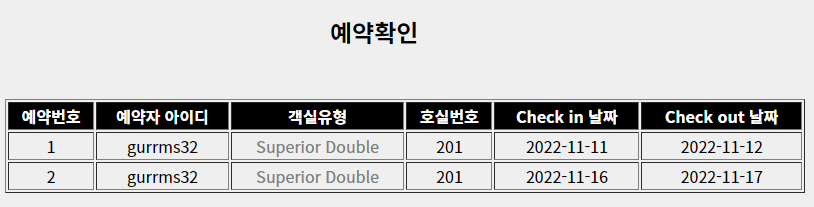 예약확인
예약번호 예약자 아이디 객실유형 호실번호 Check in 날짜 Check out 날짜
1 gurrms32 Superior Double 201 2022-11-11 2022-11-12
2 gurrms32 Superior Double 201 2022-11-16 2022-11-17